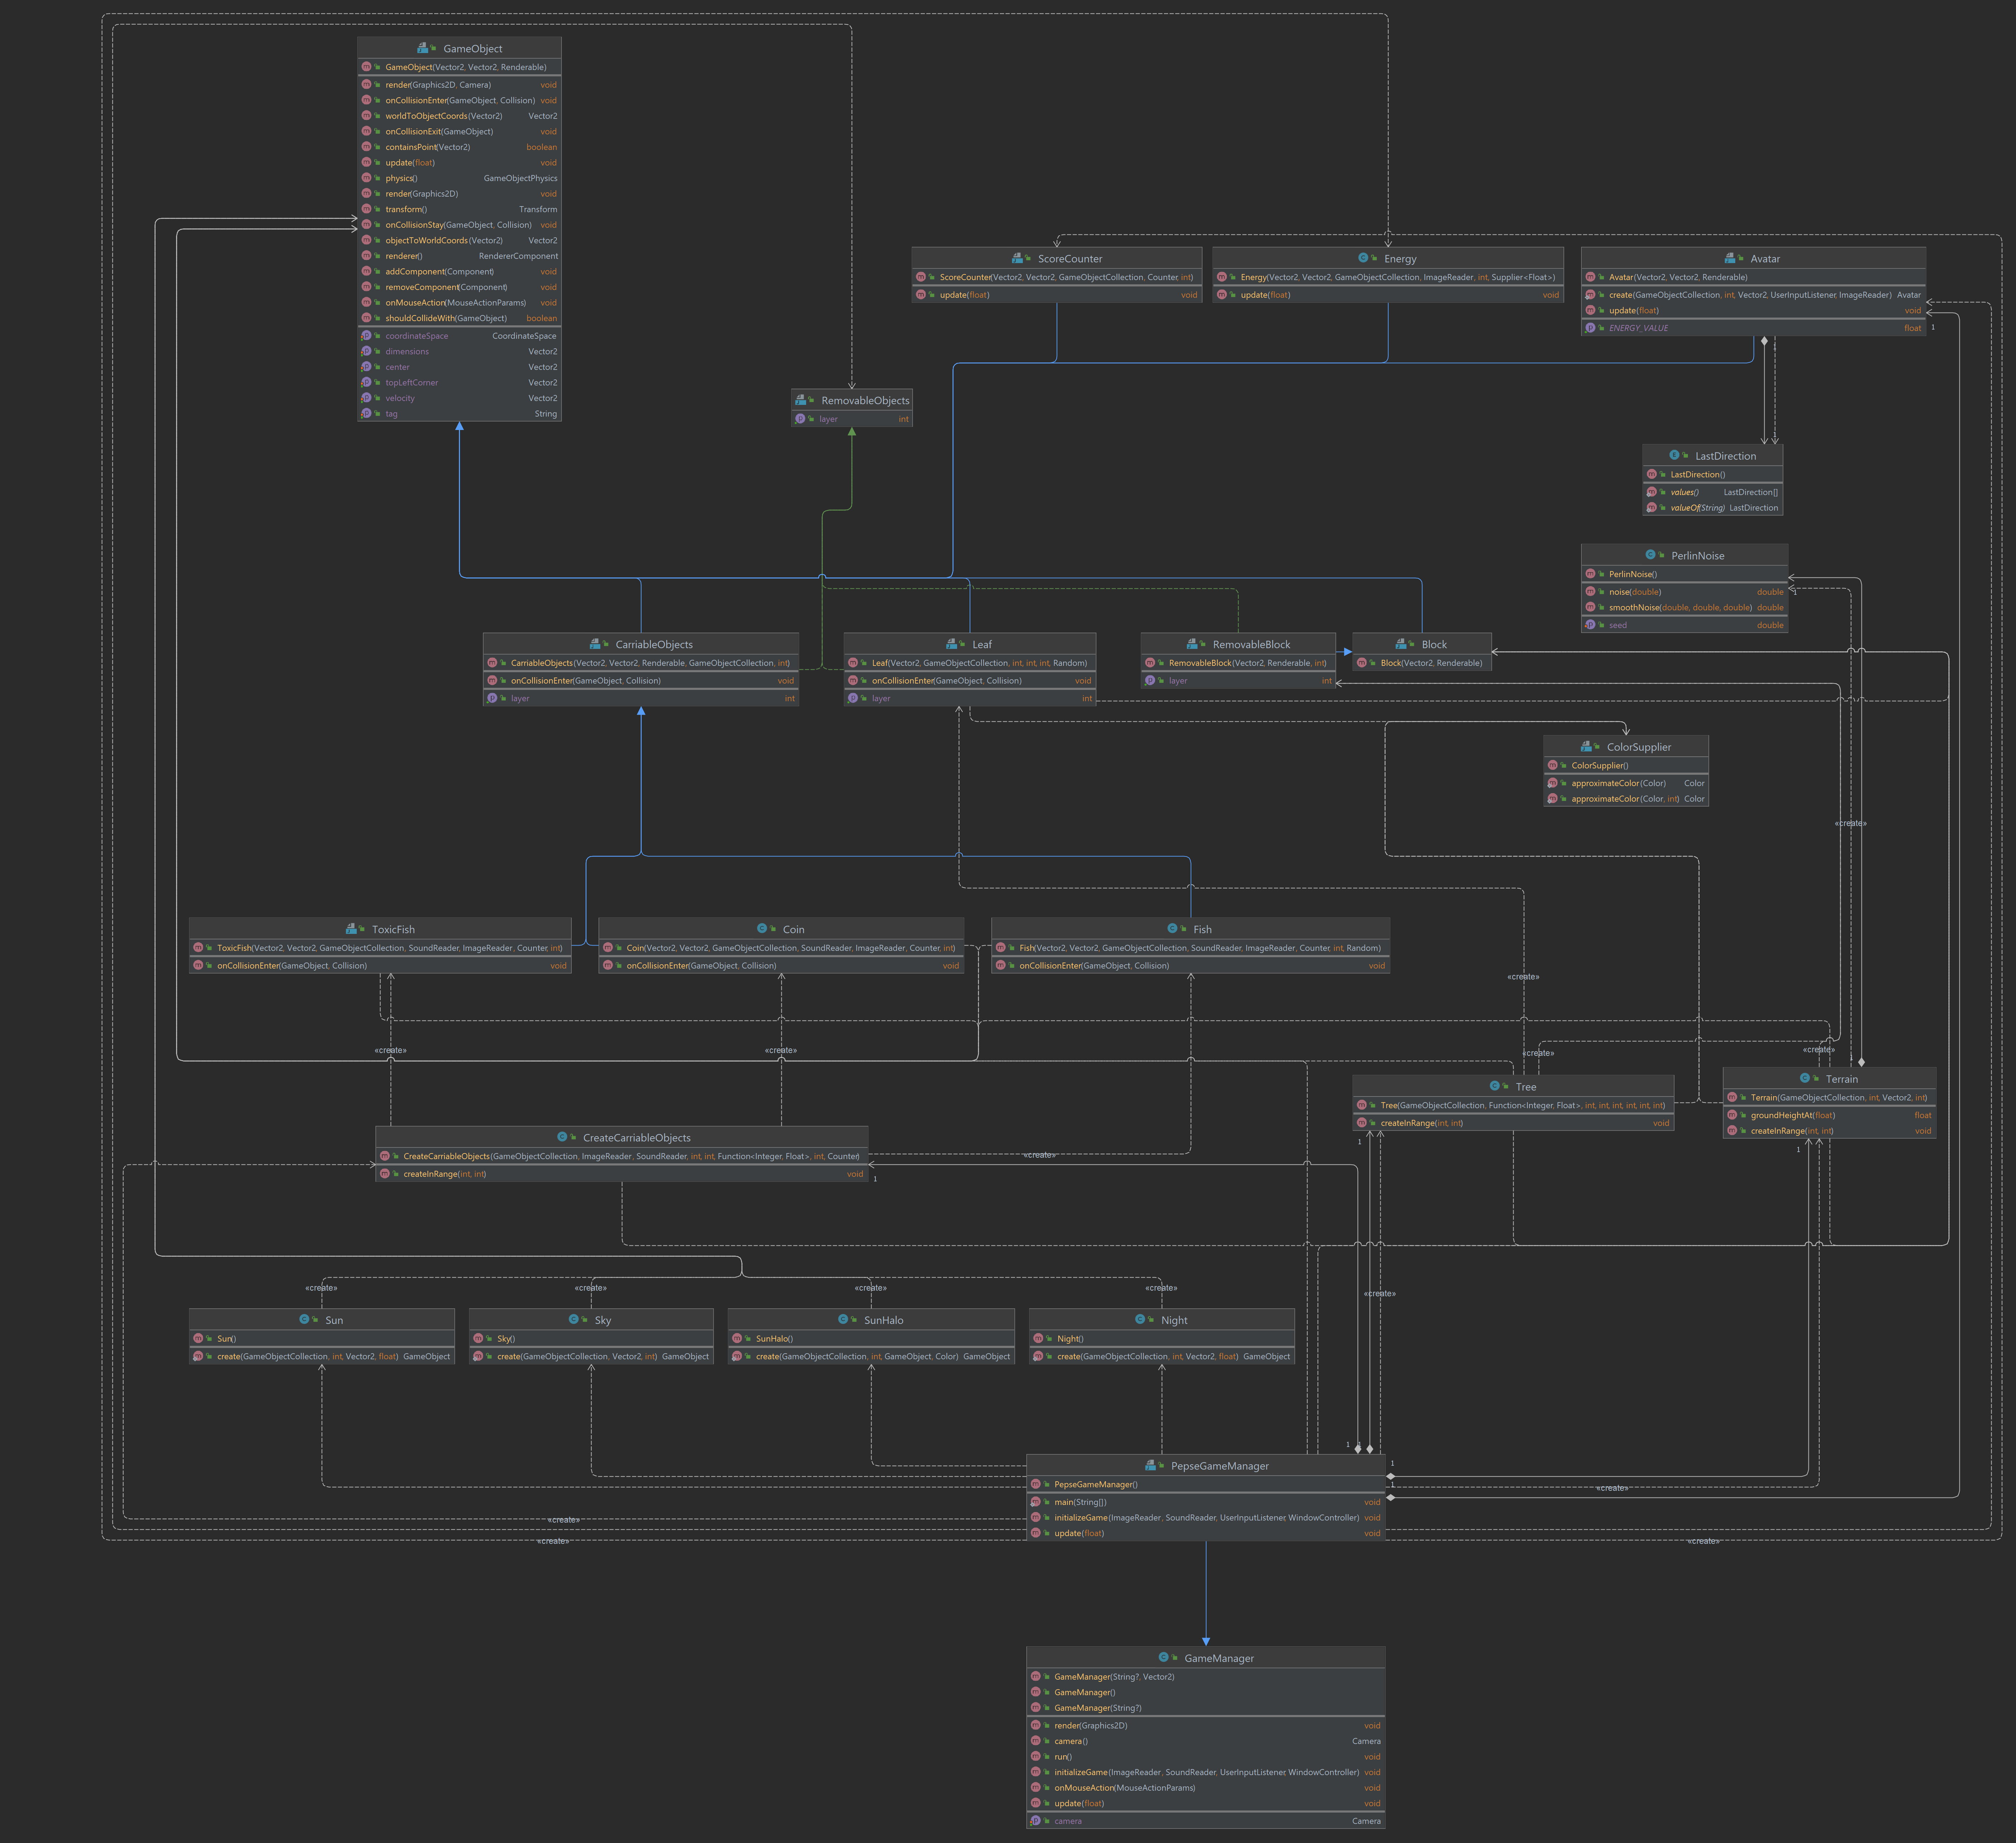 GameObject
GameObject(Vector2, Vector2, Renderable)
render(Graphics2D, Camera) void
onCollisionEnter(GameObject, Collision) void
worldToObjectCoords(Vector2) Vector2
onCollisionExit(GameObject) void
containsPoint(Vector2) boolean
update(float) void
physics() GameObjectPhysics
render(Graphics2D) void
transform() Transform
onCollisionStay(GameObject, Collision) void
objectToWorldCoords(Vector2) Vector2
renderer() RendererComponent
addComponent(Component) void
removeComponent(Component) void
onMouseAction(MouseActionParams) void
shouldCollideWith(GameObject) boolean
coordinateSpace CoordinateSpace
dimensions Vector2
center Vector2
topLeftCorner Vector2
velocity Vector2
tag String
ScoreCounter
ScoreCounter(Vector2, Vector2, GameObjectCollection, Counter, int)
update(float) void
Energy
Energy(Vector2, Vector2, GameObjectCollection, ImageReader, int, Supplier<Float>)
update(float) void
Avatar
Avatar(Vector2, Vector2, Renderable)
create(GameObjectCollection, int, Vector2, UserInputListener, ImageReader) Avatar
update(float) void
ENERGY_VALUE float
1
RemovableObjects
layer int
1
LastDirection
LastDirection()
values() LastDirection[]
valueOf(String) LastDirection
PerlinNoise
PerlinNoise()
noise(double) double
smoothNoise(double, double, double) double
seed double
1
CarriableObjects
CarriableObjects(Vector2, Vector2, Renderable, GameObjectCollection, int)
onCollisionEnter(GameObject, Collision) void
layer int
Leaf
Leaf(Vector2, GameObjectCollection, int, int, int, Random)
onCollisionEnter(GameObject, Collision) void
layer int
RemovableBlock
RemovableBlock(Vector2, Renderable, int)
layer int
Block
Block(Vector2, Renderable)
ColorSupplier
ColorSupplier()
approximateColor(Color) Color
approximateColor(Color, int) Color
«create»
ToxicFish
ToxicFish(Vector2, Vector2, GameObjectCollection, SoundReader, ImageReader, Counter, int)
onCollisionEnter(GameObject, Collision) void
Coin
Coin(Vector2, Vector2, GameObjectCollection, SoundReader, ImageReader, Counter, int)
onCollisionEnter(GameObject, Collision) void
Fish
Fish(Vector2, Vector2, GameObjectCollection, SoundReader, ImageReader, Counter, int, Random)
onCollisionEnter(GameObject, Collision) void
«create»
«create»
«create»
«create»
«create»
1
Tree
Tree(GameObjectCollection, Function<Integer, Float>, int, int, int, int, int, int)
createInRange(int, int) void
1
Terrain
Terrain(GameObjectCollection, int, Vector2, int)
groundHeightAt(float) float
createInRange(int, int) void
1
CreateCarriableObjects
CreateCarriableObjects(GameObjectCollection, ImageReader, SoundReader, int, int, Function<Integer, Float>, int, Counter)
createInRange(int, int) void
1
«create»
«create»
«create»
«create»
«create»
«create»
Sun
Sun()
create(GameObjectCollection, int, Vector2, float) GameObject
Sky
Sky()
create(GameObjectCollection, Vector2, int) GameObject
SunHalo
SunHalo()
create(GameObjectCollection, int, GameObject, Color) GameObject
Night
Night()
create(GameObjectCollection, int, Vector2, float) GameObject
1
1
1
1
PepseGameManager
PepseGameManager()
main(String[]) void
initializeGame(ImageReader, SoundReader, UserInputListener, WindowController) void
update(float) void
«create»
«create»
«create»
«create»
GameManager
GameManager(String?, Vector2)
GameManager()
GameManager(String?)
render(Graphics2D) void
camera() Camera
run() void
initializeGame(ImageReader, SoundReader, UserInputListener, WindowController) void
onMouseAction(MouseActionParams) void
update(float) void
camera Camera